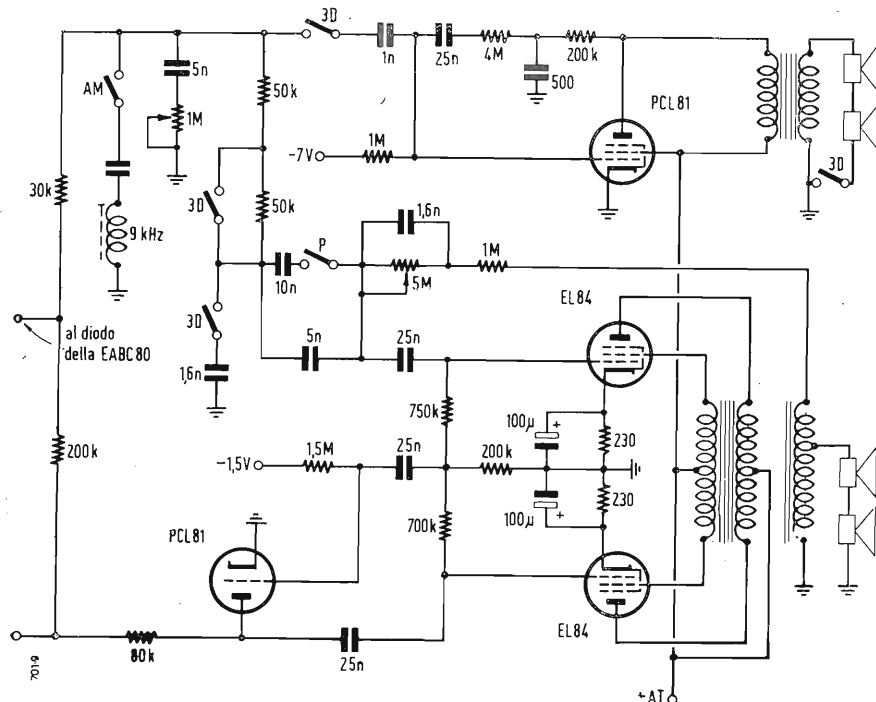 3D
1n
25n
4M
200k
500
5n
AM
1M
50k
PCL81
-7V
1M
3D
30k
3D
50k
1,6n
9 kHz
P
10n
5M
1M
EL84
3D
al diodo
della EABC80
1,6n
5n
25n
750k
100µ
+
230
200k
-1,5V
1,5M
25n
200k
230
700k
100µ
+
PCL81
EL84
80k
25n
701-9
+AT